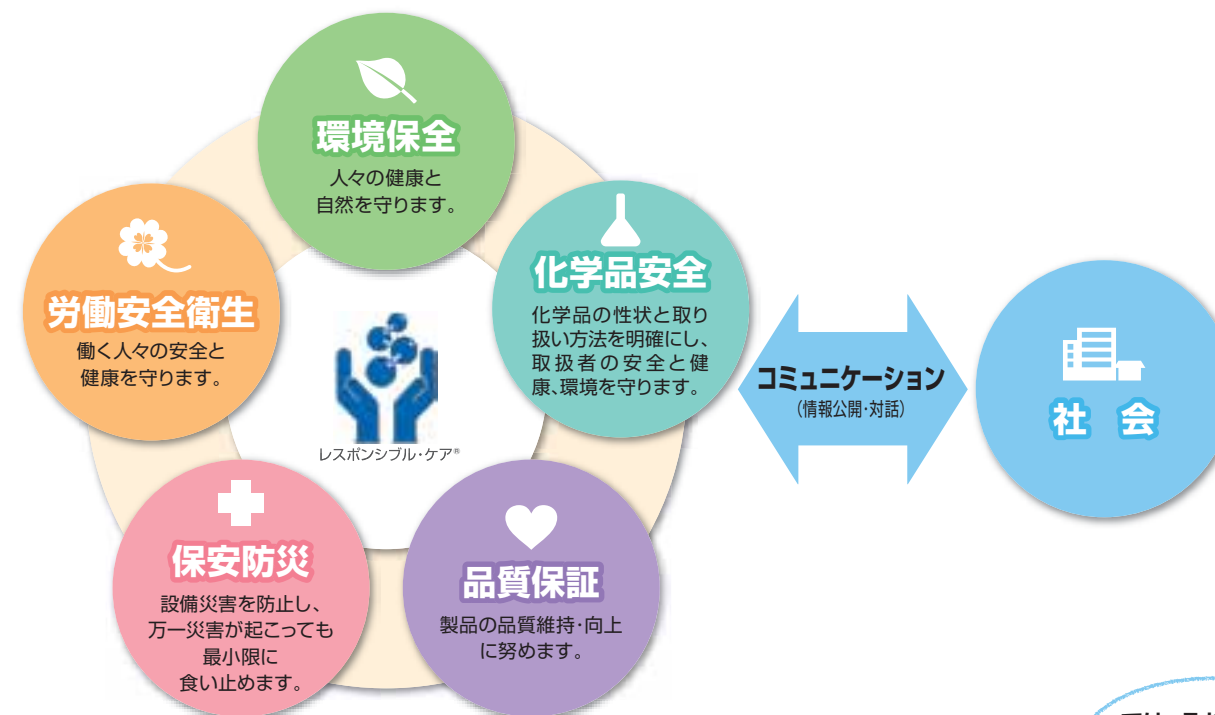 環境保全
人々の健康と
自然を守ります。
化学品安全
化学品の性状と取り
扱い方法を明確にし、
取扱者の安全と健
康、環境を守ります。
労働安全衛生
働く人々の安全と
健康を守ります。
レスポンシブル・ケア®
保安防災
設備災害を防止し、
万一災害が起こっても
最小限に
食い止めます。
品質保証
製品の品質維持・向上
に努めます。
コミュニケーション
(情報公開・対話)
社 会